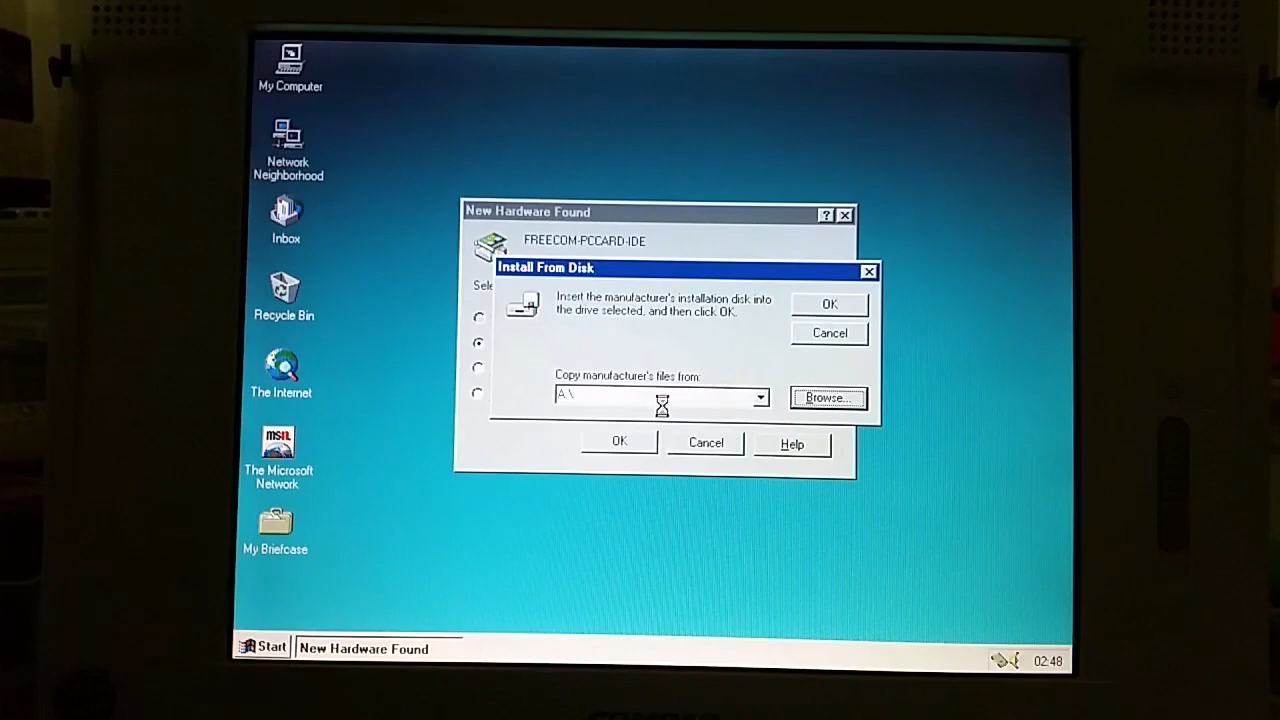 My Computer
Network
Neighborhood
Inbox
Recycle Bin
The Internet
msn
The Microsoft
Network
My Briefcase
New Hardware Found
FREECOM-PCCARD-IDE
Install From Disk
Insert the manufacturer's installation disk into
the drive selected, and then click OK.
OK
Cancel
Copy manufacturer's files from:
A:\
Browse...
OK
Cancel
Help
Start
New Hardware Found
02:48